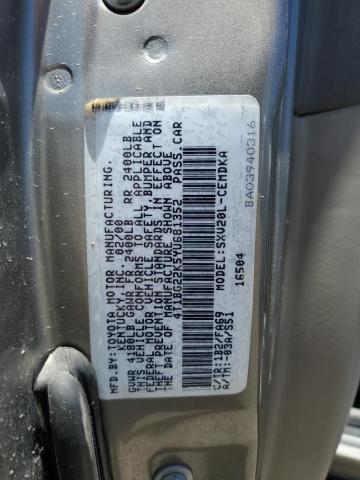 MFD.BY:TOYOTA MOTOR MANUFACTURING,
KENTUCKY,INC. 02/00
GVWR 4180LB GAWR FR 2400LB RR 2400LB
THIS VEHICLE CONFORMS TO ALL APPLICABLE
FEDERAL MOTOR VEHICLE SAFETY,BUMPER AND
THEFT PREVENTION STANDARDS IN EFFECT ON
THE DATE OF MANUFACTURE SHOWN ABOVE.
4T1BG22K5YU681352 PASS.CAR
MODEL:SXV20L-CEMDKA
16504
C/TR:1B2/FA69
A/TM:-03A/S51
BA03940316